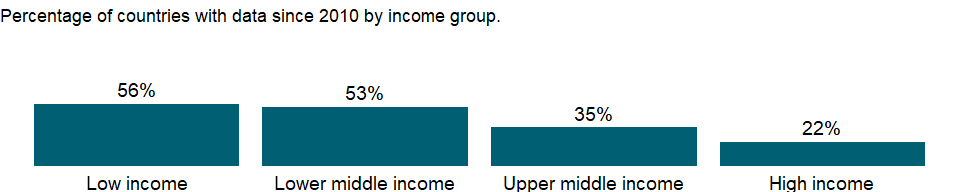 Percentage of countries with data since 2010 by income group.
56%
53%
35%
22%
Low income
Lower middle income
Upper middle income
High income